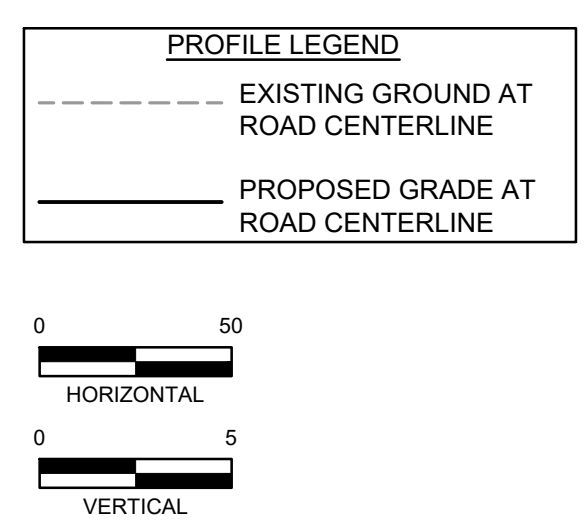 PROFILE LEGEND
EXISTING GROUND AT
ROAD CENTERLINE
PROPOSED GRADE AT
ROAD CENTERLINE
0 50
HORIZONTAL
0 5
VERTICAL